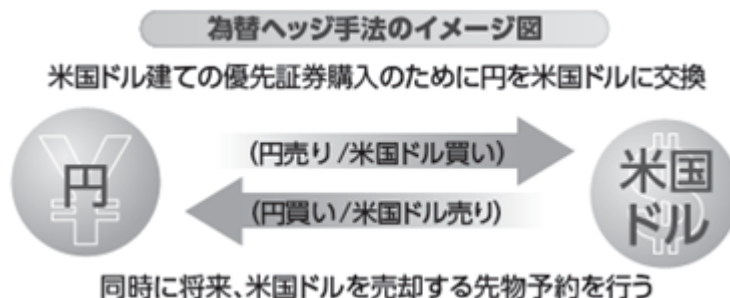 為替ヘッジ手法のイメージ図
米国ドル建ての優先証券購入のために円を米国ドルに交換
円
(円売り/米国ドル買い)
(円買い/米国ドル売り)
米国
ドル
同時に将来、米国ドルを売却する先物予約を行う